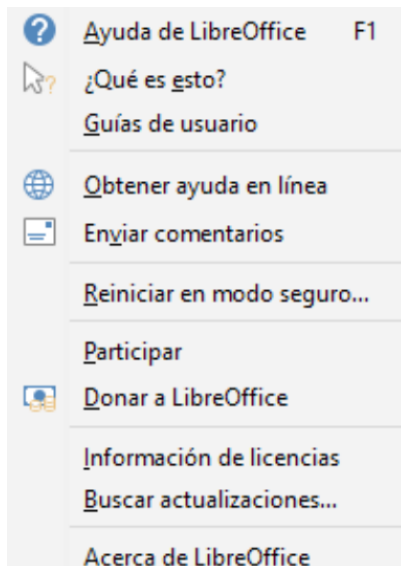 Ayuda de LibreOffice F1
¿Qué es esto?
Guías de usuario
Obtener ayuda en línea
Enviar comentarios
Reiniciar en modo seguro...
Participar
Donar a LibreOffice
Información de licencias
Buscar actualizaciones...
Acerca de LibreOffice